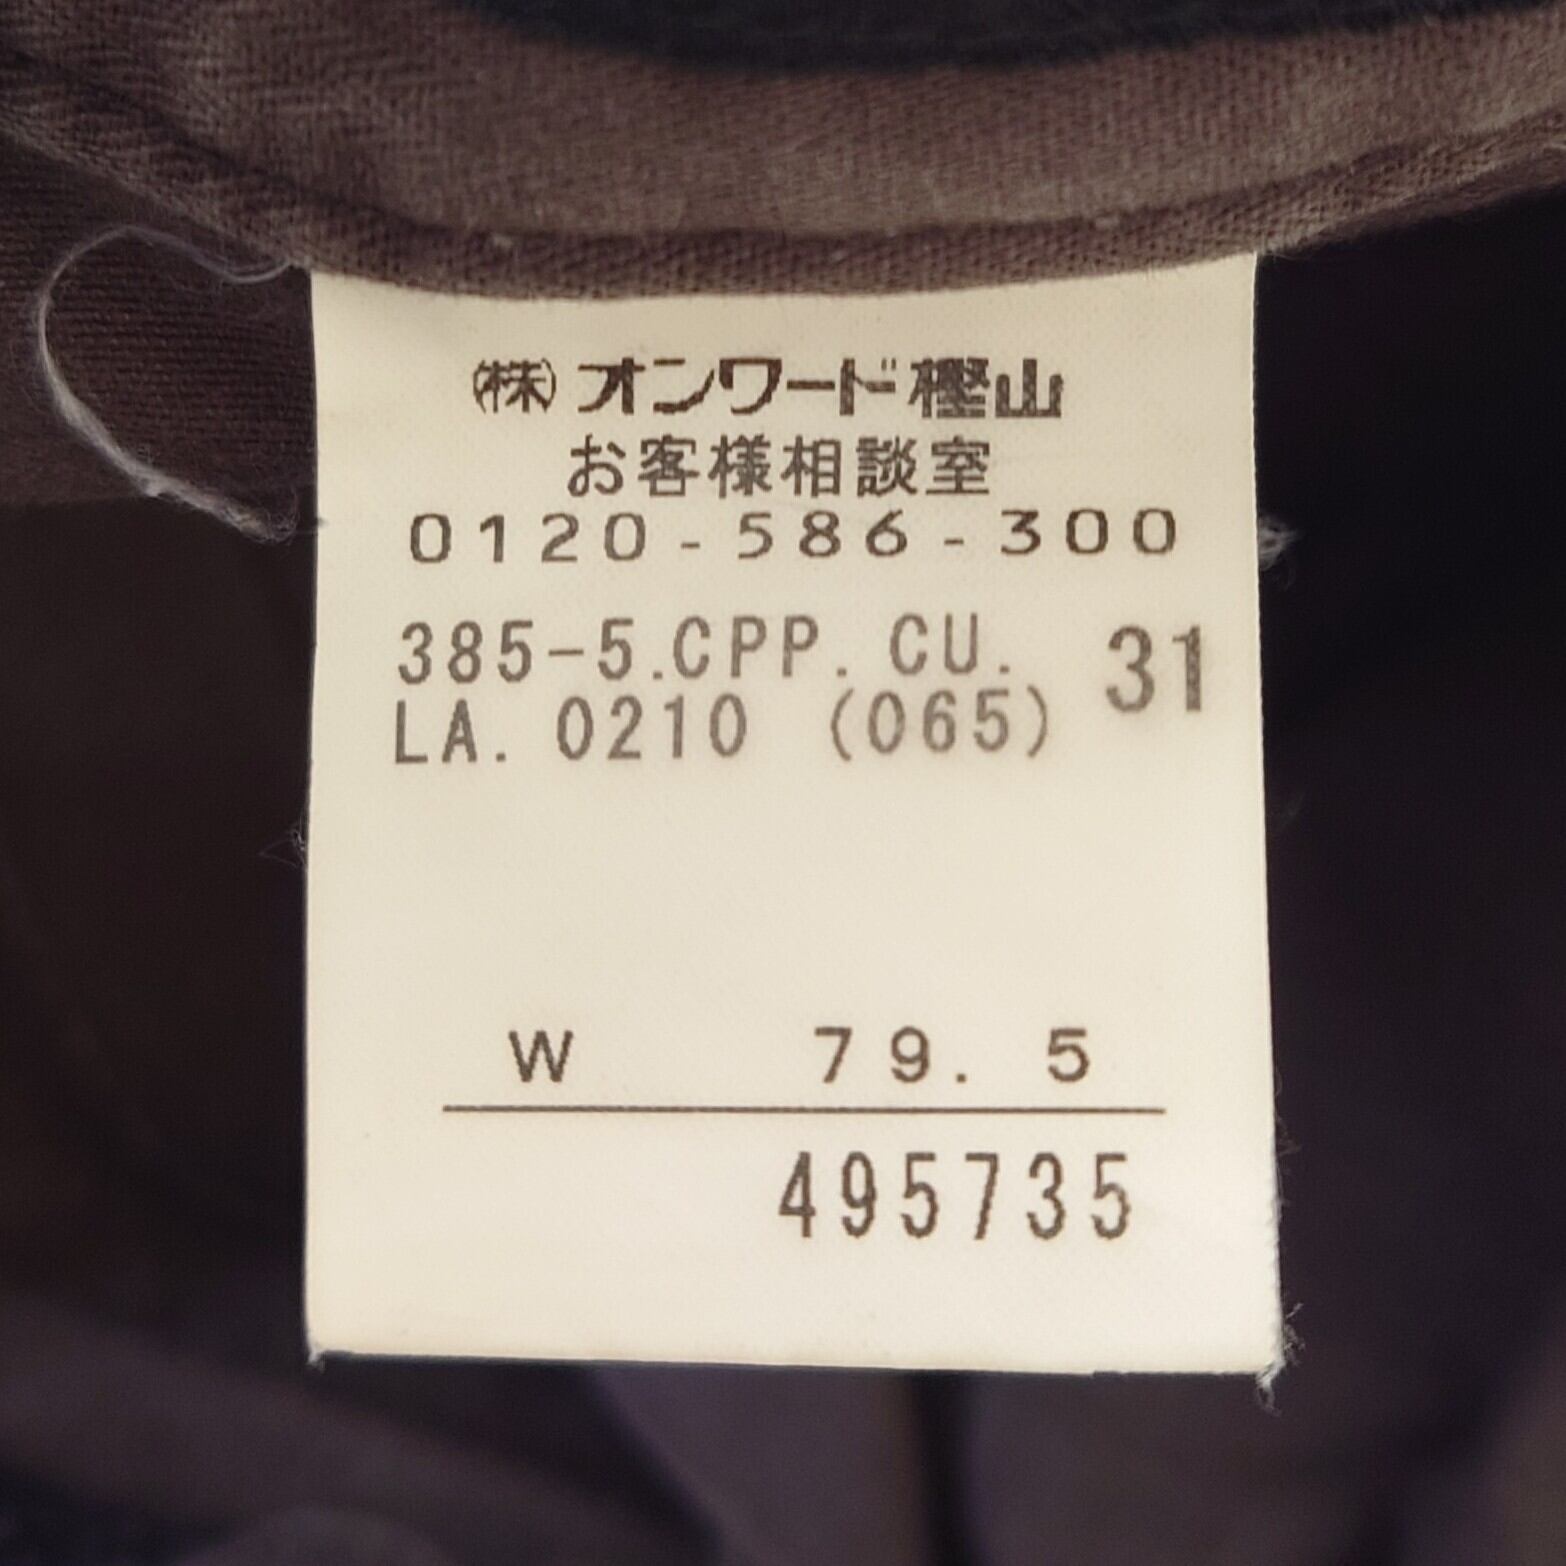 ㈱オンワード樫山
お客様相談室
0120-586-300
385-5.CPP.CU. 31
LA.0210 (065)
W 79.5
495735